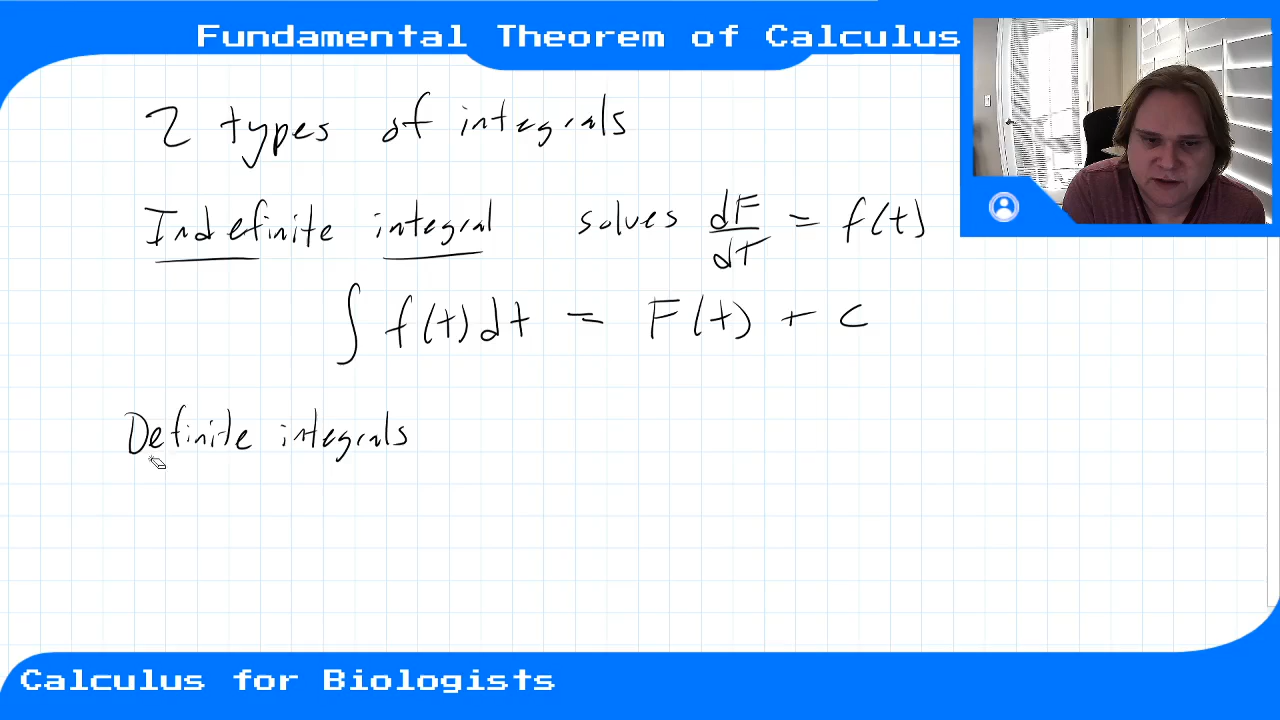 Fundamental Theorem of Calculus
2 types of integrals
Indefinite integral solves dF/dt = f(t)
∫ f(t) dt = F(t) + c
Definite integrals
Calculus for Biologists